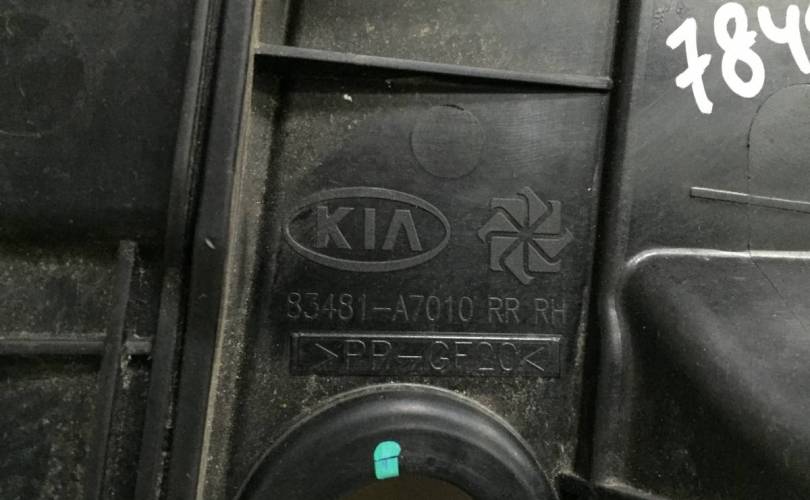 784
KIA
83481-A7010 RR RH
>PP-GF20<